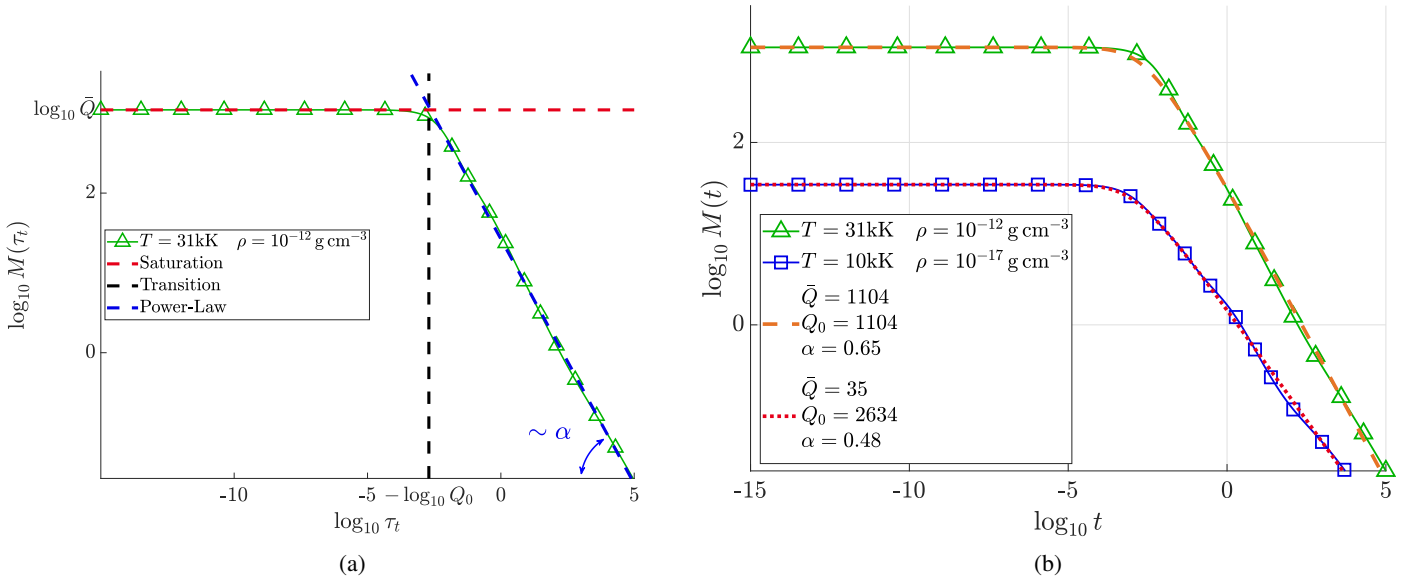 log₁₀ Q̄
2
0
log₁₀ M(τₜ)
T = 31kK ρ = 10⁻¹² g cm⁻³
Saturation
Transition
Power-Law
∼ α
-10
-5
− log₁₀ Q₀
0
5
log₁₀ τₜ
(a)
2
0
log₁₀ M(t)
T = 31kK ρ = 10⁻¹² g cm⁻³
T = 10kK ρ = 10⁻¹⁷ g cm⁻³
Q̄ = 1104
Q₀ = 1104
α = 0.65
Q̄ = 35
Q₀ = 2634
α = 0.48
-15
-10
-5
0
5
log₁₀ t
(b)